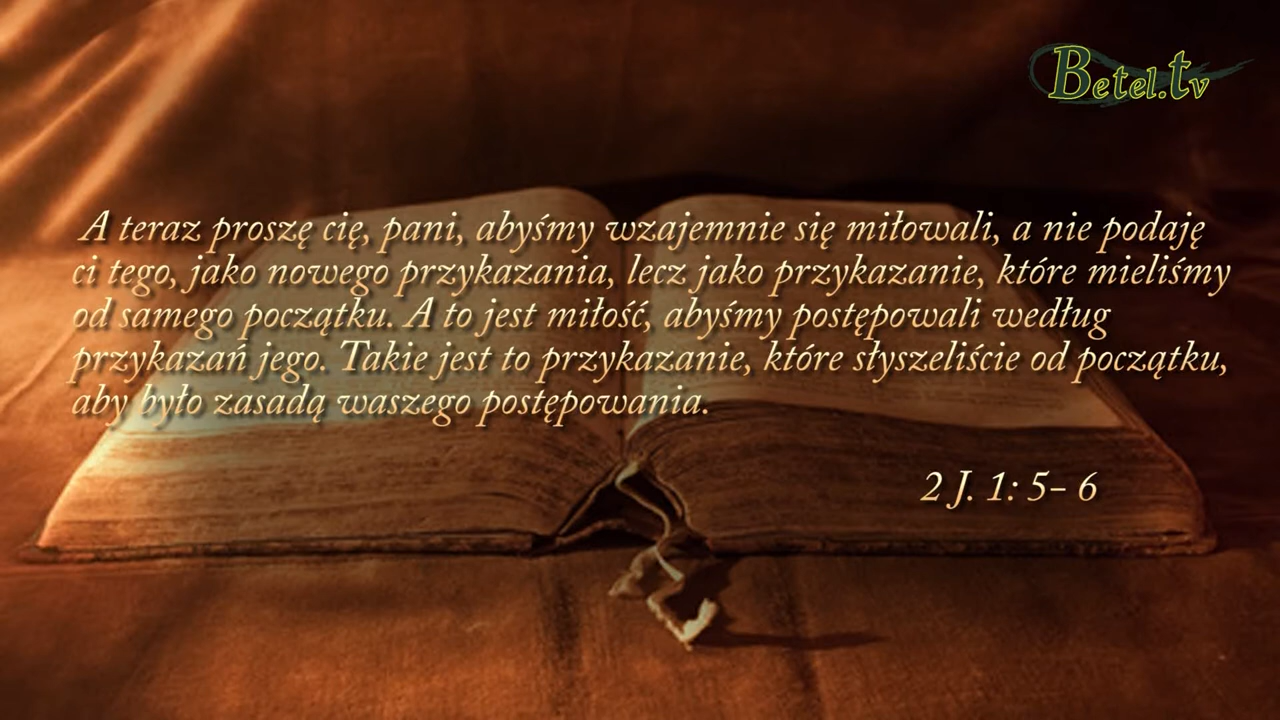 Betel.tv
A teraz proszę cię, pani, abyśmy wzajemnie się miłowali, a nie podaję
ci tego, jako nowego przykazania, lecz jako przykazanie, które mieliśmy
od samego początku. A to jest miłość, abyśmy postępowali według
przykazań jego. Takie jest to przykazanie, które słyszeliście od początku,
aby było zasadą waszego postępowania.
2 J. 1: 5- 6